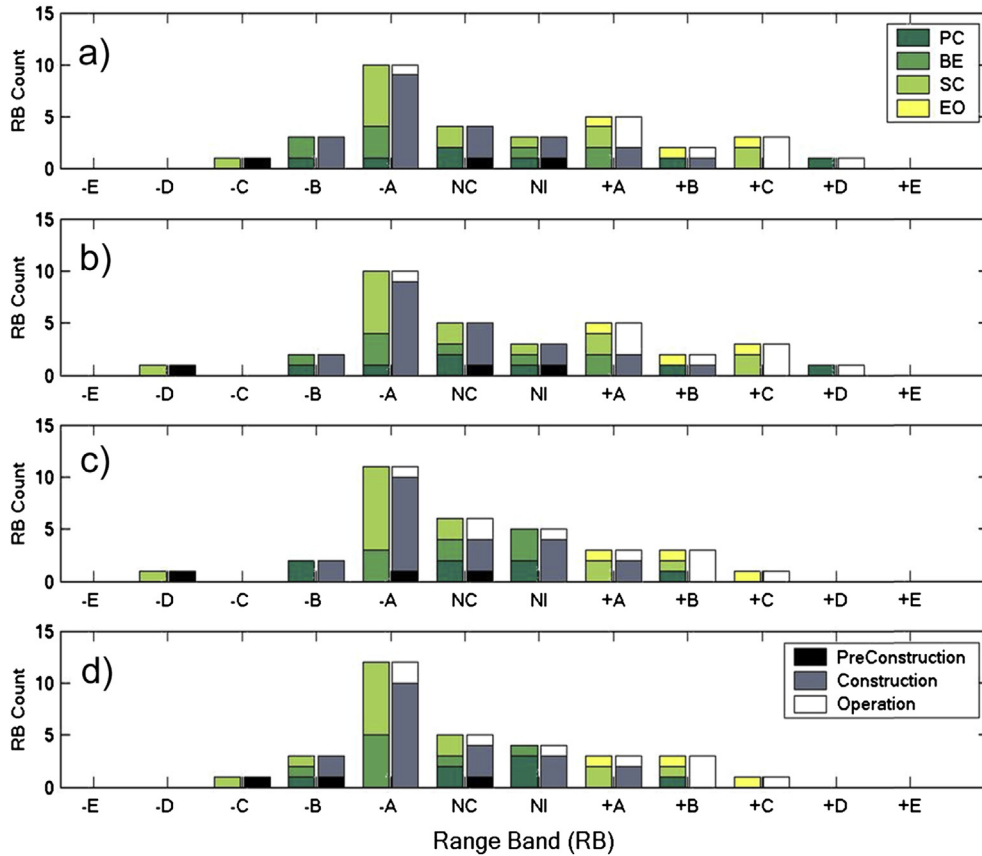 a)
RB Count
15
10
5
0
PC
BE
SC
EO
-E -D -C -B -A NC NI +A +B +C +D +E
b)
RB Count
15
10
5
0
-E -D -C -B -A NC NI +A +B +C +D +E
c)
RB Count
15
10
5
0
-E -D -C -B -A NC NI +A +B +C +D +E
d)
RB Count
15
10
5
0
PreConstruction
Construction
Operation
-E -D -C -B -A NC NI +A +B +C +D +E
Range Band (RB)